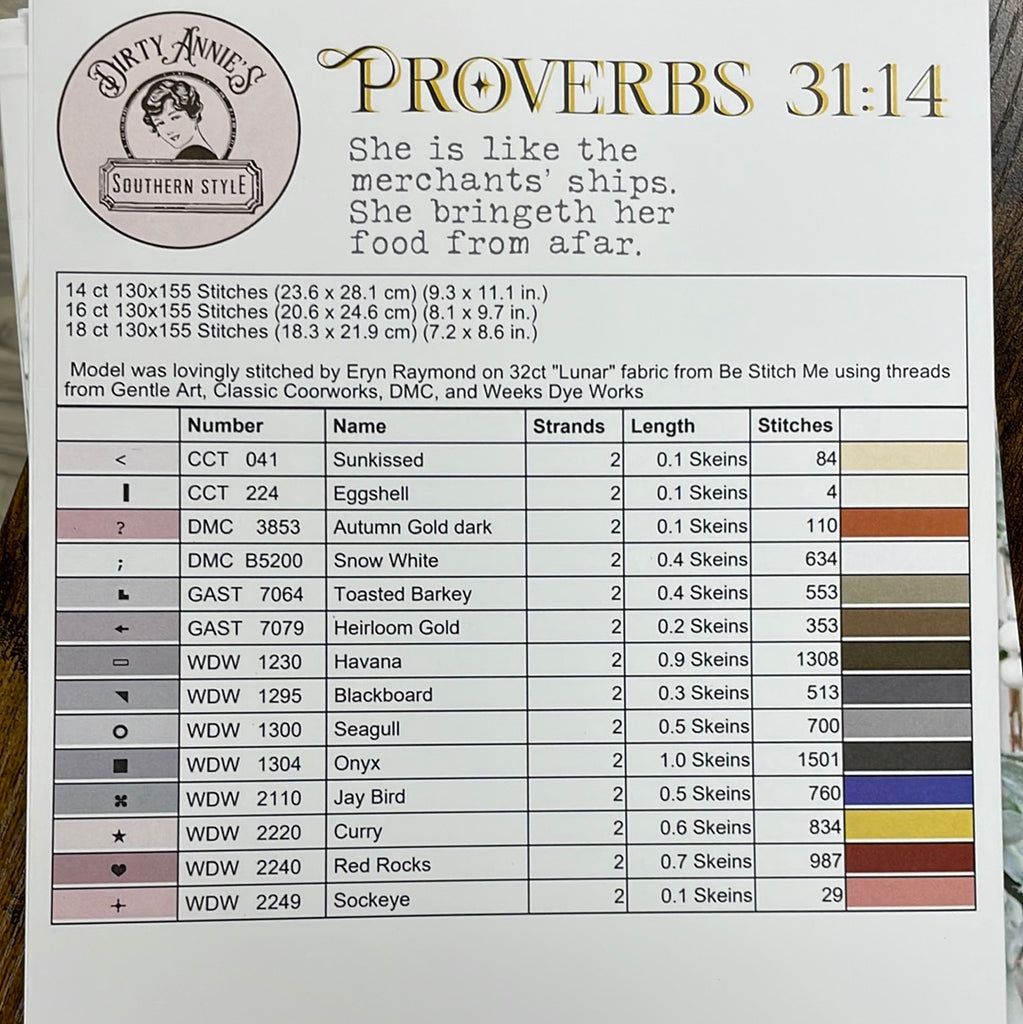 DIRTY ANNIE'S
SOUTHERN STYLE
PROVERBS 31:14
She is like the
merchants' ships.
She bringeth her
food from afar.
14 ct 130x155 Stitches (23.6 x 28.1 cm) (9.3 x 11.1 in.)
16 ct 130x155 Stitches (20.6 x 24.6 cm) (8.1 x 9.7 in.)
18 ct 130x155 Stitches (18.3 x 21.9 cm) (7.2 x 8.6 in.)
Model was lovingly stitched by Eryn Raymond on 32ct "Lunar" fabric from Be Stitch Me using threads
from Gentle Art, Classic Coorworks, DMC, and Weeks Dye Works
Number Name Strands Length Stitches
< CCT 041 Sunkissed 2 0.1 Skeins 84
CCT 224 Eggshell 2 0.1 Skeins 4
? DMC 3853 Autumn Gold dark 2 0.1 Skeins 110
; DMC B5200 Snow White 2 0.4 Skeins 634
GAST 7064 Toasted Barkey 2 0.4 Skeins 553
GAST 7079 Heirloom Gold 2 0.2 Skeins 353
WDW 1230 Havana 2 0.9 Skeins 1308
WDW 1295 Blackboard 2 0.3 Skeins 513
WDW 1300 Seagull 2 0.5 Skeins 700
WDW 1304 Onyx 2 1.0 Skeins 1501
WDW 2110 Jay Bird 2 0.5 Skeins 760
WDW 2220 Curry 2 0.6 Skeins 834
WDW 2240 Red Rocks 2 0.7 Skeins 987
WDW 2249 Sockeye 2 0.1 Skeins 29